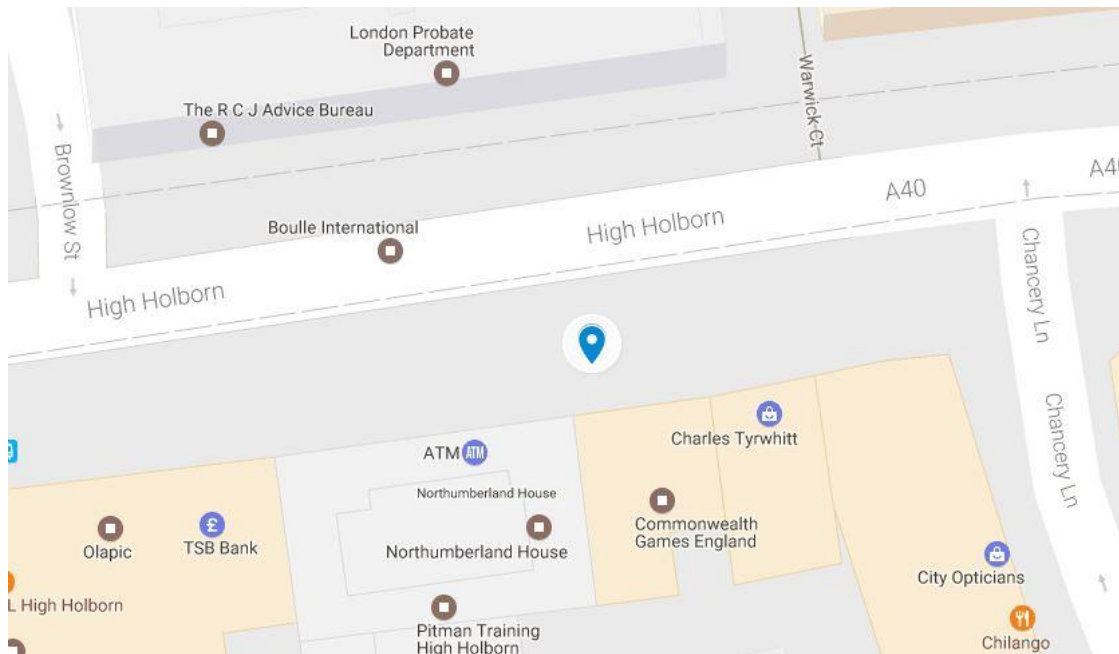 London Probate
Department
The R C J Advice Bureau
Warwick Ct
Brownlow St
A40
High Holborn
Boulle International
High Holborn
Chancery Ln
Chancery Ln
Charles Tyrwhitt
ATM ATM
Northumberland House
Northumberland House
Commonwealth
Games England
£
TSB Bank
Olapic
City Opticians
L High Holborn
Pitman Training
High Holborn
Chilango